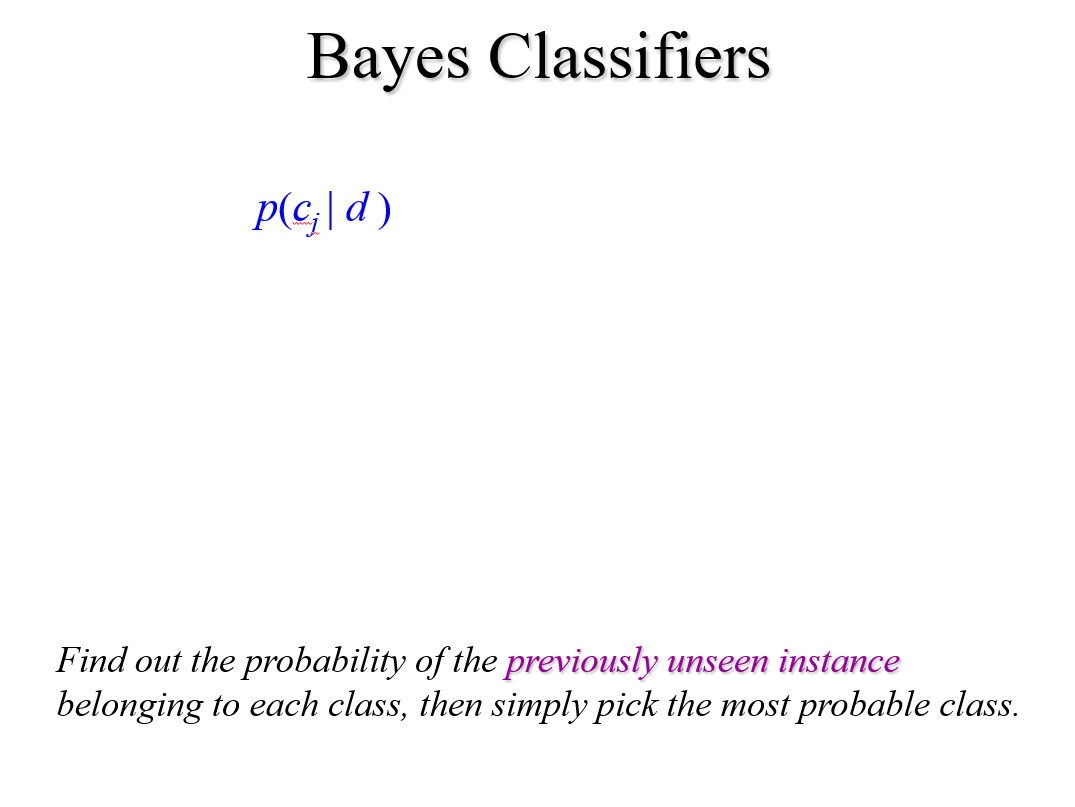 Bayes Classifiers
p(cj | d )
Find out the probability of the previously unseen instance
belonging to each class, then simply pick the most probable class.